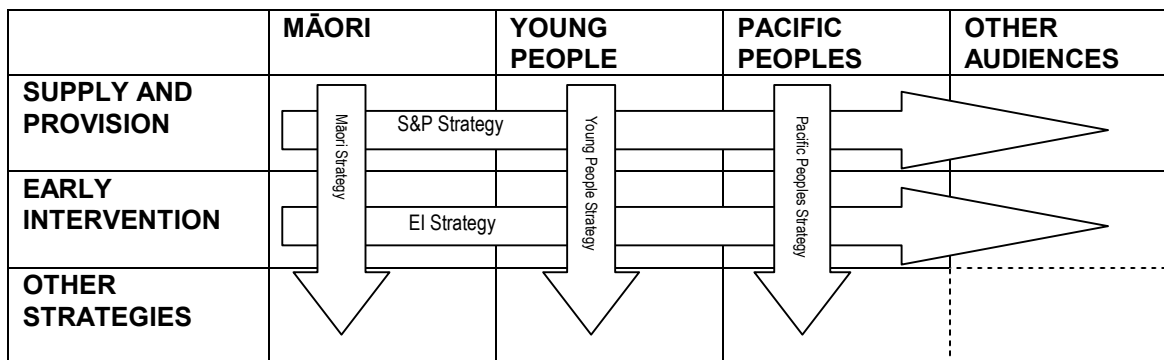 MĀORI
YOUNG
PEOPLE
PACIFIC
PEOPLES
OTHER
AUDIENCES
SUPPLY AND
PROVISION
S&P Strategy
Māori Strategy
Young People Strategy
Pacific Peoples Strategy
EARLY
INTERVENTION
EI Strategy
OTHER
STRATEGIES